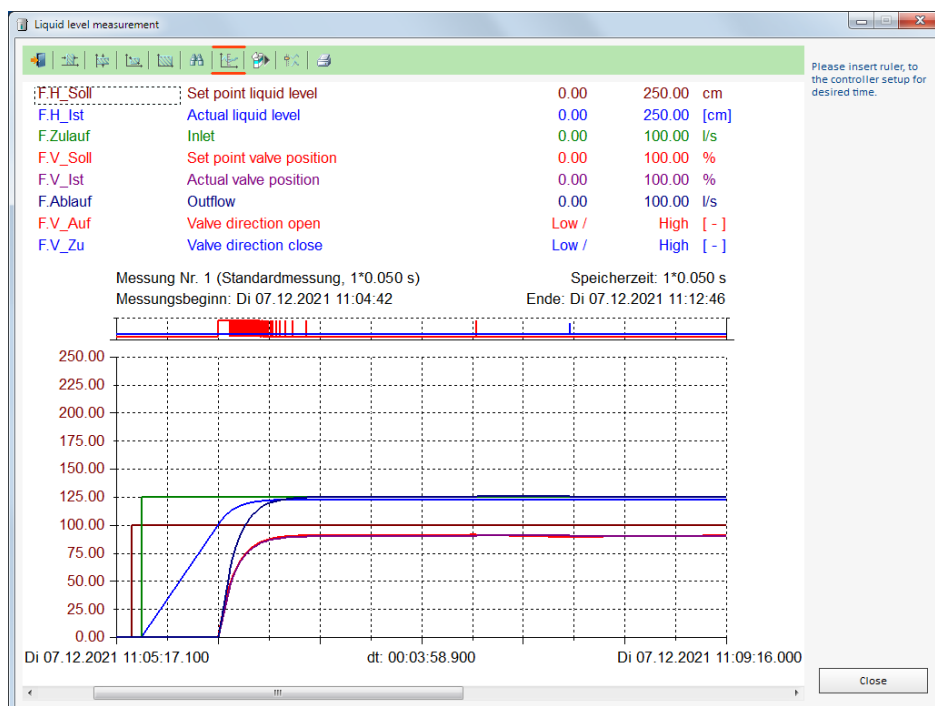 Liquid level measurement
Please insert ruler, to
the controller setup for
desired time.
F.H_Soll Set point liquid level 0.00 250.00 cm
F.H_Ist Actual liquid level 0.00 250.00 [cm]
F.Zulauf Inlet 0.00 100.00 l/s
F.V_Soll Set point valve position 0.00 100.00 %
F.V_Ist Actual valve position 0.00 100.00 %
F.Ablauf Outflow 0.00 100.00 l/s
F.V_Auf Valve direction open Low / High [ - ]
F.V_Zu Valve direction close Low / High [ - ]
Messung Nr. 1 (Standardmessung, 1*0.050 s) Speicherzeit: 1*0.050 s
Messungsbeginn: Di 07.12.2021 11:04:42 Ende: Di 07.12.2021 11:12:46
250.00
225.00
200.00
175.00
150.00
125.00
100.00
75.00
50.00
25.00
0.00
Di 07.12.2021 11:05:17.100 dt: 00:03:58.900 Di 07.12.2021 11:09:16.000
Close